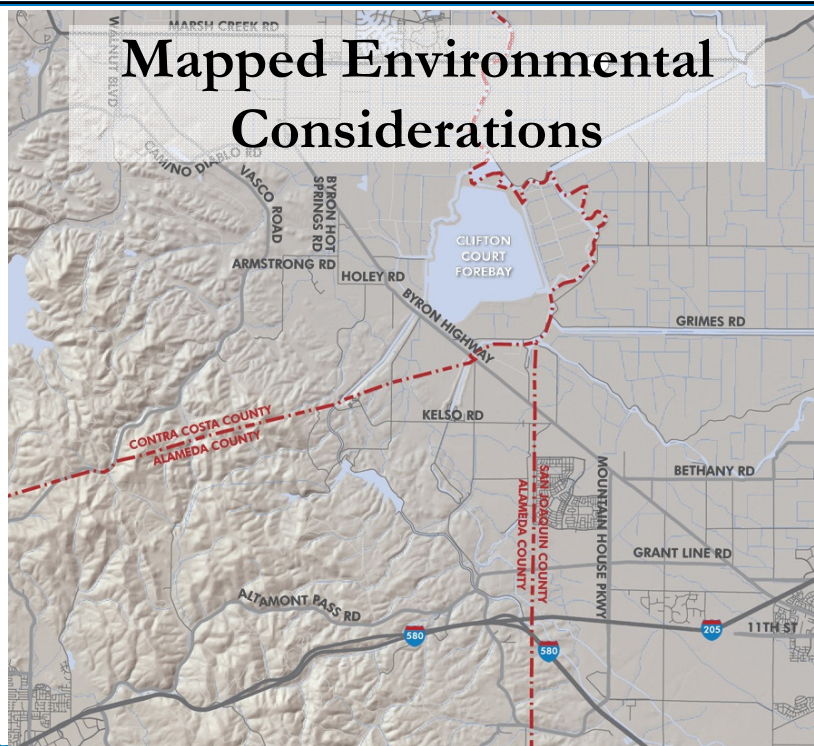 MARSH CREEK RD
Mapped Environmental
Considerations
WALNUT BLVD
CAMINO DIABLO RD
VASCO ROAD
BYRON HOT
SPRINGS RD
ARMSTRONG RD
HOLEY RD
CLIFTON
COURT
FOREBAY
BYRON HIGHWAY
GRIMES RD
CONTRA COSTA COUNTY
ALAMEDA COUNTY
KELSO RD
SAN JOAQUIN COUNTY
ALAMEDA COUNTY
MOUNTAIN HOUSE PKWY
BETHANY RD
GRANT LINE RD
ALTAMONT PASS RD
580
580
205
11TH ST